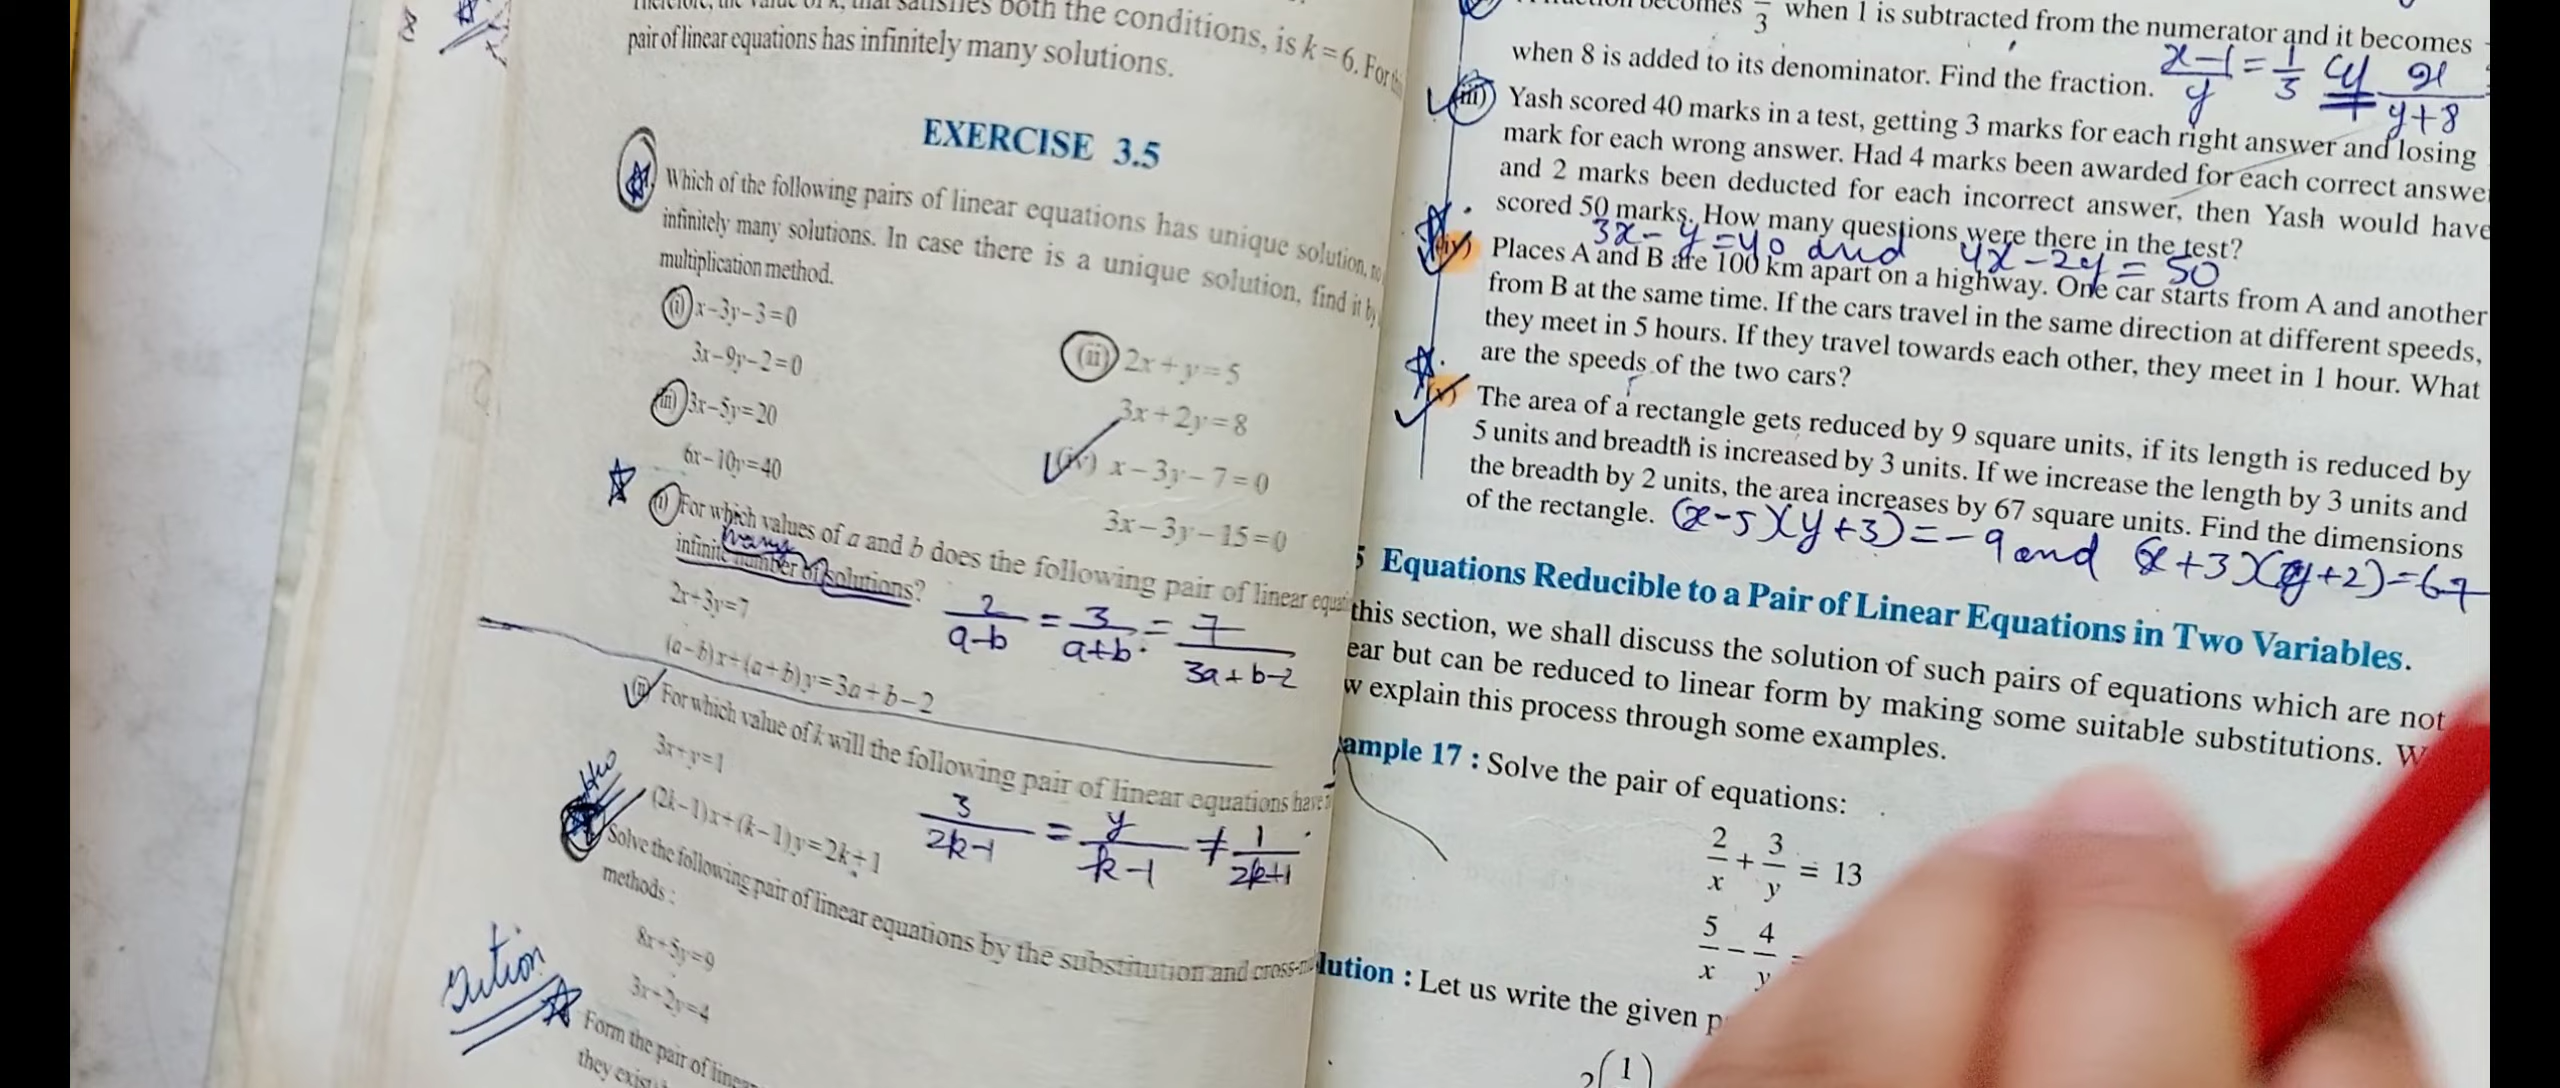 both the conditions, is k = 6. For
pair of linear equations has infinitely many solutions.
EXERCISE 3.5
Which of the following pairs of linear equations has unique solution,
infinitely many solutions. In case there is a unique solution, find it by
multiplication method.
(i) x-3y-3=0
3x-9y-2=0
(ii) 2x+y=5
3x+2y=8
(iii) 3x-5y=20
6x-10y=40
(iv) x-3y-7=0
3x-3y-15=0
(i) For which values of a and b does the following pair of linear
many
infinite number of solutions?
2x+3y=7
(a-b)x+(a+b)y=3a+b-2
2/a-b = 3/a+b = 7/3a+b-2
(ii) For which value of k will the following pair of linear equations have
3x+y=1
(2k-1)x+(k-1)y=2k+1
3/2k-1 = y/k-1 ≠ 1/2k+1
Solve the following pair of linear equations by the substitution and
methods :
8x+5y=9
3x+2y=4
Form the pair of
they
3 when 1 is subtracted from the numerator and it becomes
when 8 is added to its denominator. Find the fraction.
x-1/y = 1/3
y+8
(iii) Yash scored 40 marks in a test, getting 3 marks for each right answer and losing
mark for each wrong answer. Had 4 marks been awarded for each correct
and 2 marks been deducted for each incorrect answer, then Yash would have
scored 50 marks. How many questions were there in the test?
3x-y=40 and 4x-2y=50
(iv) Places A and B are 100 km apart on a highway. One car starts from A and another
from B at the same time. If the cars travel in the same direction at different speeds,
they meet in 5 hours. If they travel towards each other, they meet in 1 hour. What
are the speeds of the two cars?
(v) The area of a rectangle gets reduced by 9 square units, if its length is reduced by
5 units and breadth is increased by 3 units. If we increase the length by 3 units and
the breadth by 2 units, the area increases by 67 square units. Find the dimensions
of the rectangle.
(x-5)(y+3)=-9 and (x+3)(y+2)=67
Equations Reducible to a Pair of Linear Equations in Two Variables.
this section, we shall discuss the solution of such pairs of equations which are not
ear but can be reduced to linear form by making some suitable substitutions. W
w explain this process through some examples.
ample 17 : Solve the pair of equations:
2/x + 3/y = 13
5/x - 4/y =
lution : Let us write the given p
2(1